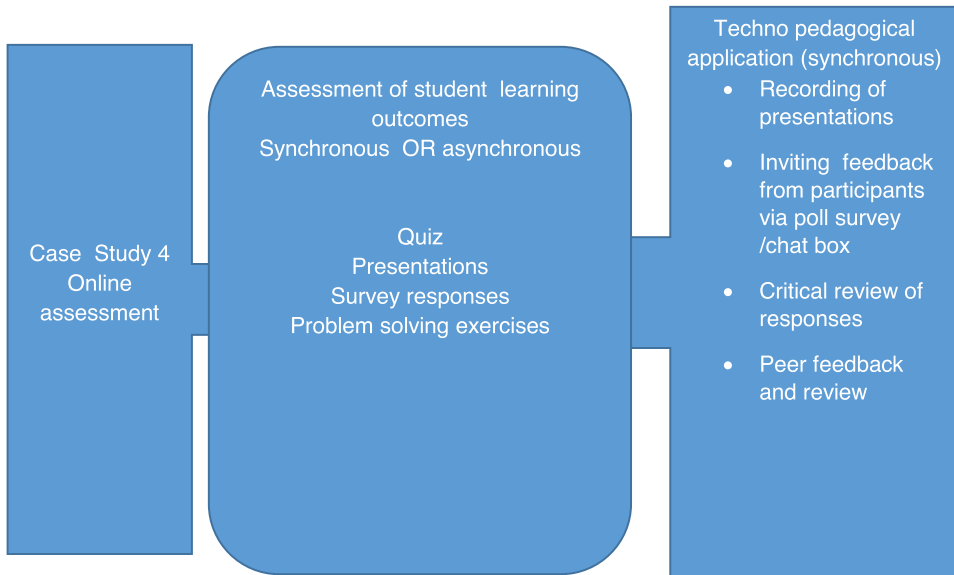 Case Study 4
Online
assessment
Assessment of student learning
outcomes
Synchronous OR asynchronous
Quiz
Presentations
Survey responses
Problem solving exercises
Techno pedagogical
application (synchronous)
• Recording of
presentations
• Inviting feedback
from participants
via poll survey
/chat box
• Critical review of
responses
• Peer feedback
and review